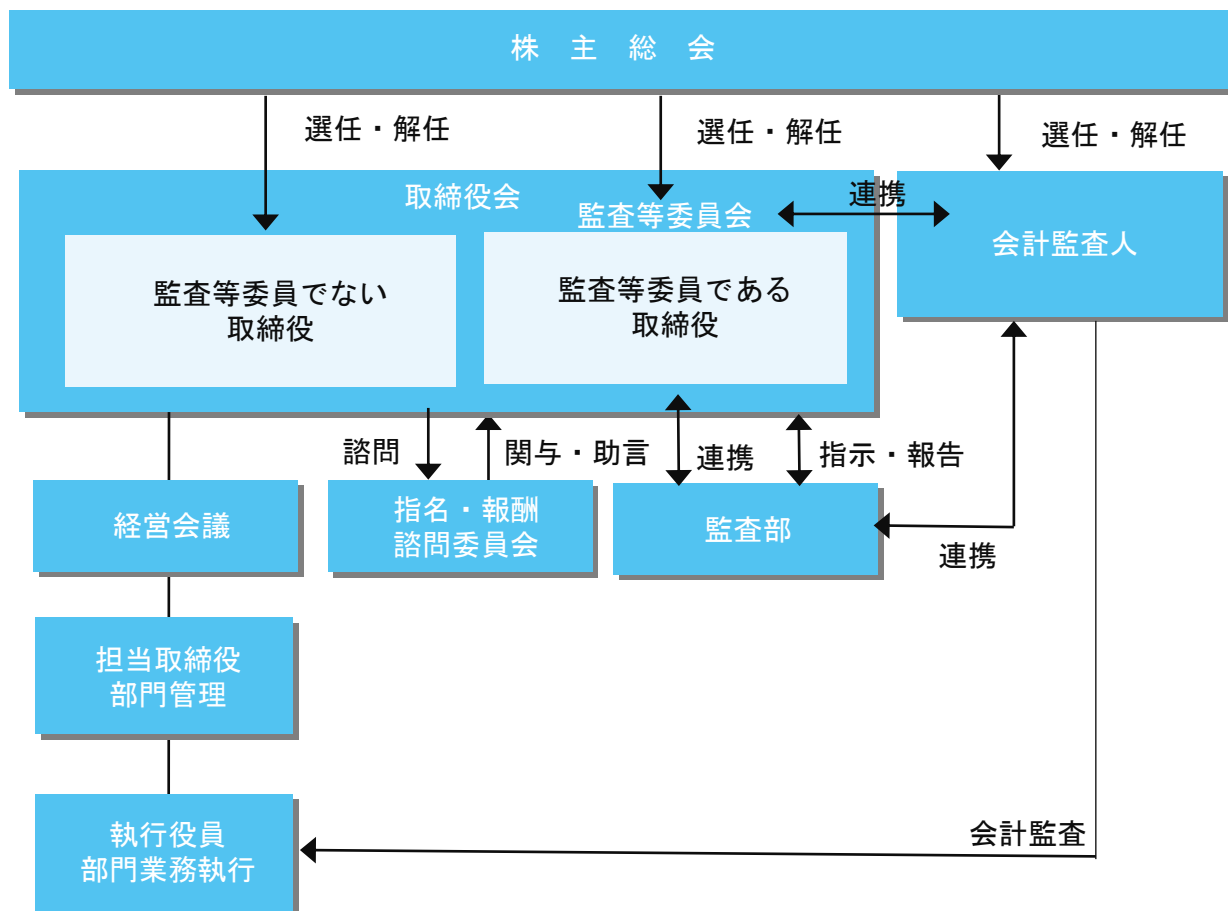 株　主　総　会
選任・解任
選任・解任
選任・解任
取締役会
監査等委員会
連携
会計監査人
監査等委員でない
取締役
監査等委員である
取締役
諮問
関与・助言
連携
指示・報告
経営会議
指名・報酬
諮問委員会
監査部
連携
担当取締役
部門管理
執行役員
部門業務執行
会計監査